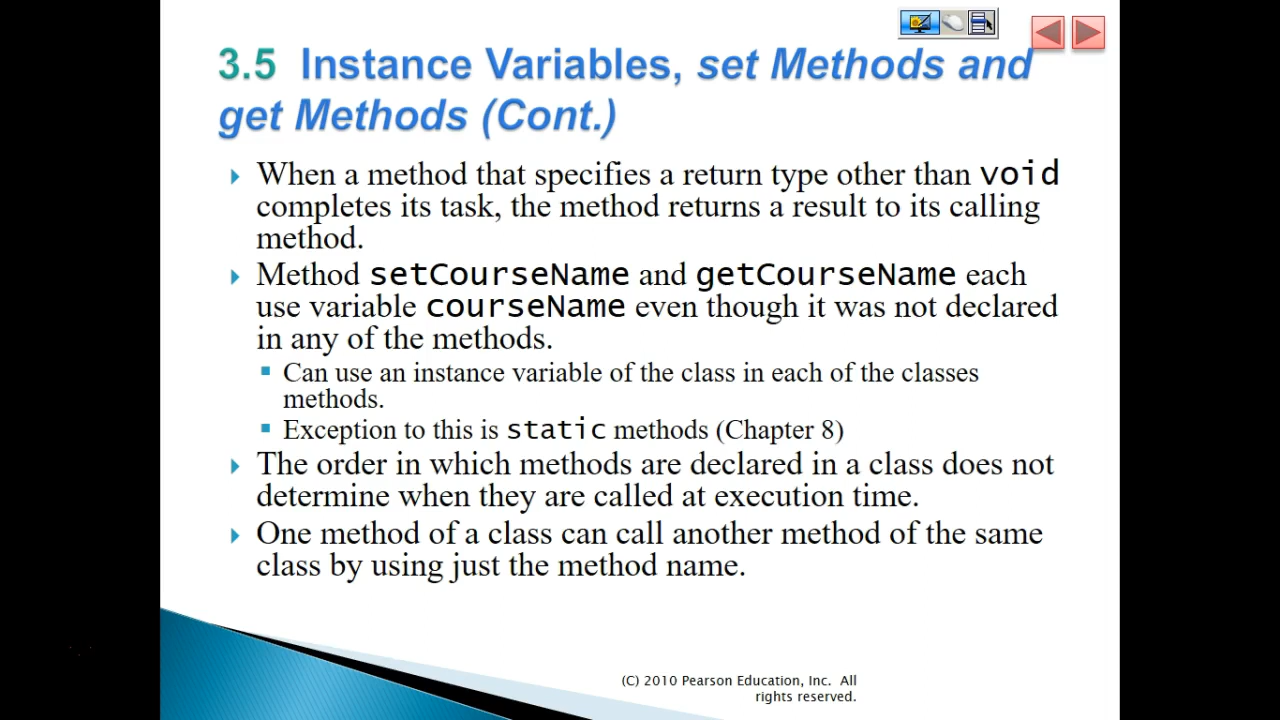 3.5 Instance Variables, set Methods and
get Methods (Cont.)
When a method that specifies a return type other than void
completes its task, the method returns a result to its calling
method.
Method setCourseName and getCourseName each
use variable courseName even though it was not declared
in any of the methods.
Can use an instance variable of the class in each of the classes
methods.
Exception to this is static methods (Chapter 8)
The order in which methods are declared in a class does not
determine when they are called at execution time.
One method of a class can call another method of the same
class by using just the method name.
(C) 2010 Pearson Education, Inc. All
rights reserved.